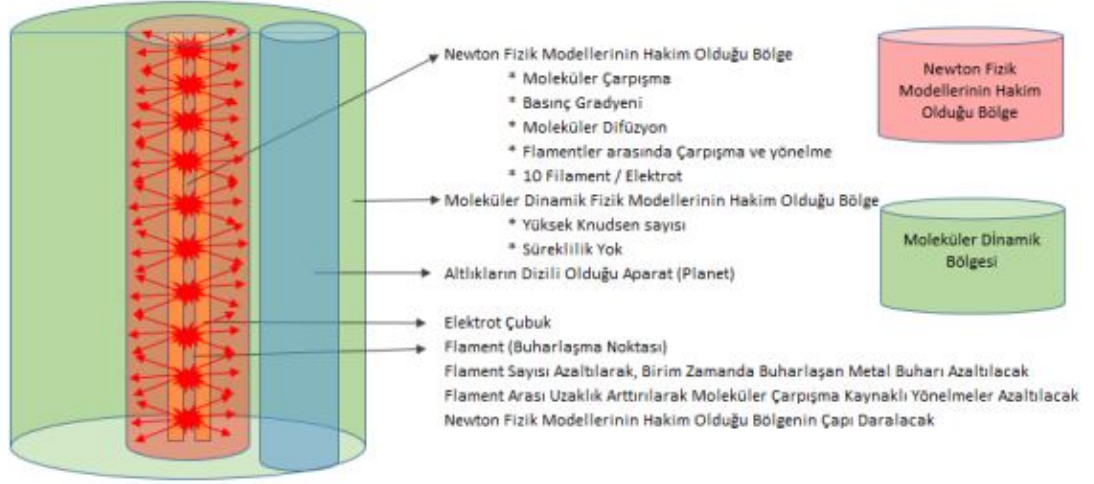 Newton Fizik Modellerinin Hakim Olduğu Bölge
* Moleküler Çarpışma
* Basınç Gradyeni
* Moleküler Difüzyon
* Flamentler arasında Çarpışma ve yönelme
* 10 Filament / Elektrot
Moleküler Dinamik Fizik Modellerinin Hakim Olduğu Bölge
* Yüksek Knudsen sayısı
* Süreklilik Yok
Altlıkların Dizili Olduğu Aparat (Planet)
Elektrot Çubuk
Flament (Buharlaşma Noktası)
Flament Sayısı Azaltılarak, Birim Zamanda Buharlaşan Metal Buharı Azaltılacak
Flament Arası Uzaklık Arttırılarak Moleküler Çarpışma Kaynaklı Yönelmeler Azaltılacak
Newton Fizik Modellerinin Hakim Olduğu Bölgenin Çapı Daralacak
Newton Fizik
Modellerinin Hakim
Olduğu Bölge
Moleküler Dinamik
Bölgesi